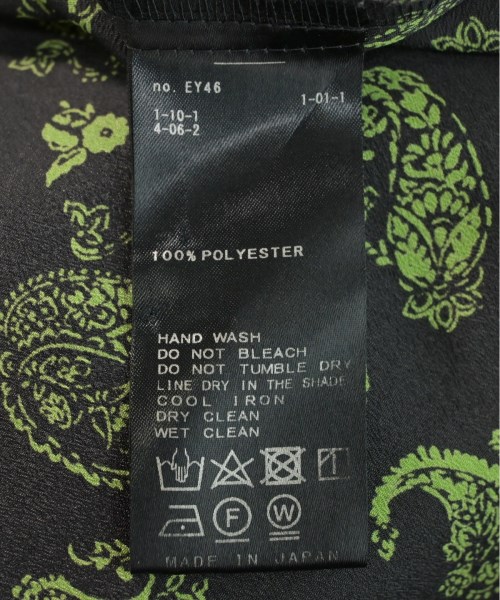 no. EY46
1-10-1 1-01-1
4-06-2
100% POLYESTER
HAND WASH
DO NOT BLEACH
DO NOT TUMBLE DRY
LINE DRY IN THE SHADE
COOL IRON
DRY CLEAN
WET CLEAN
F W
MADE IN JAPAN